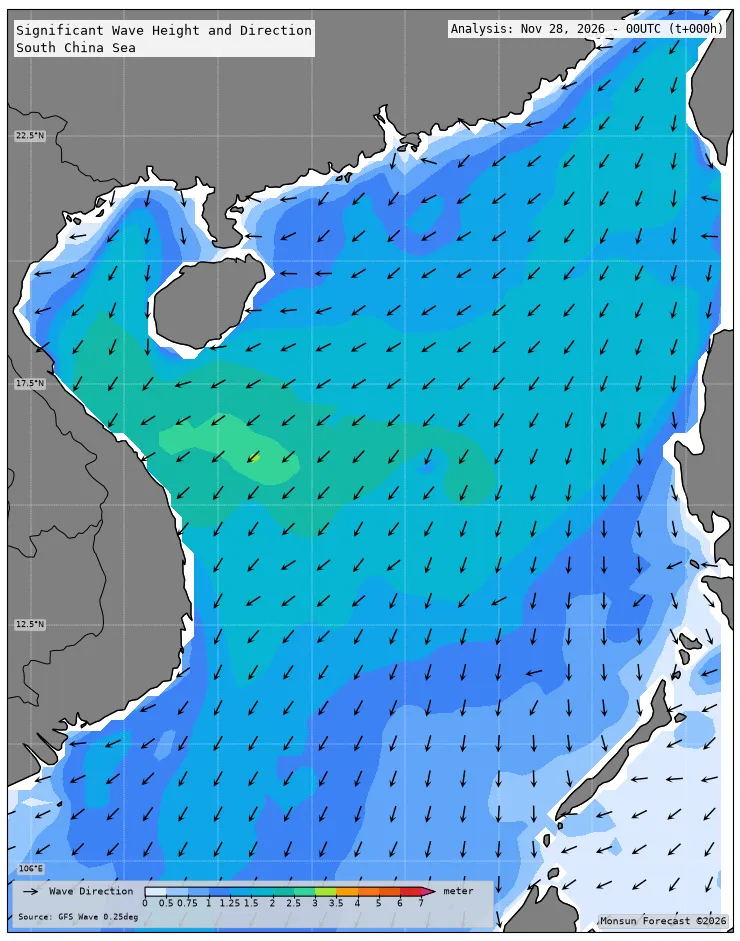 Significant Wave Height and Direction
South China Sea
Analysis: Nov 28, 2026 - 00UTC (t+000h)
22.5°N
17.5°N
12.5°N
106°E
Wave Direction
meter
0 0.5 0.75 1 1.25 1.5 2 2.5 3 3.5 4 5 6 7
Source: GFS Wave 0.25deg
Monsun Forecast ©2026